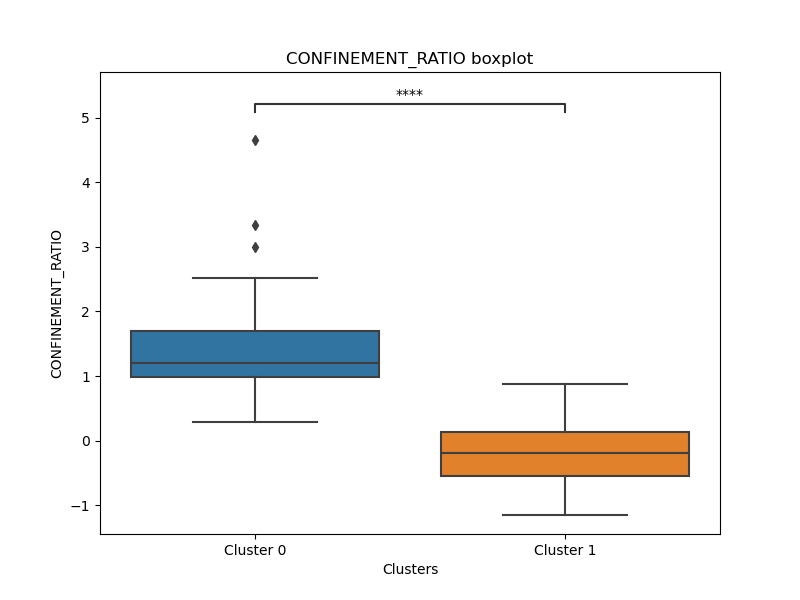 CONFINEMENT_RATIO boxplot
****
5
4
3
2
1
0
−1
CONFINEMENT_RATIO
Cluster 0
Cluster 1
Clusters